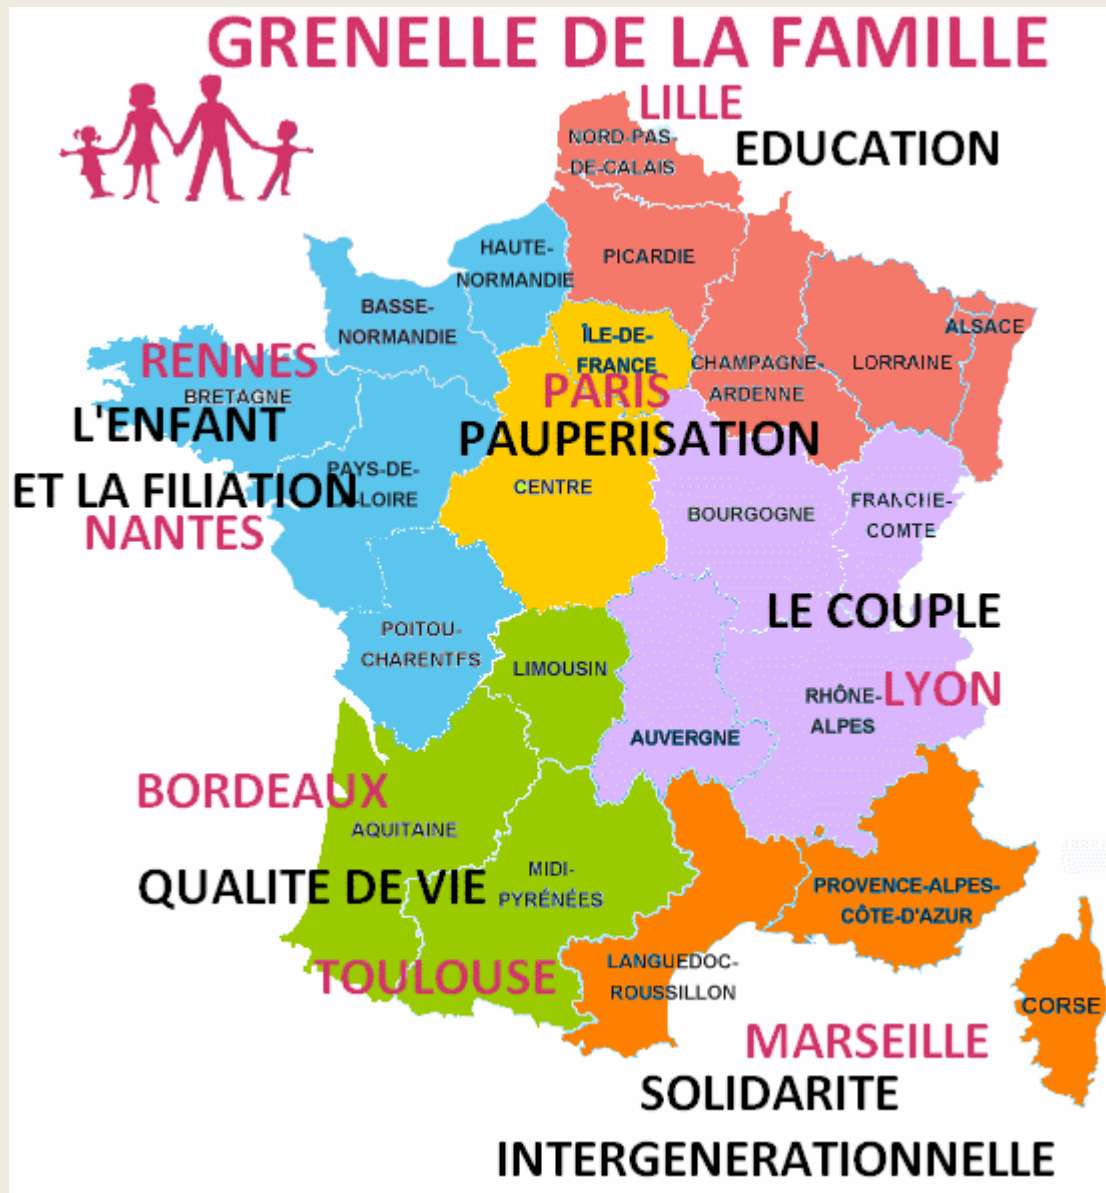 GRENELLE DE LA FAMILLE
LILLE
EDUCATION
NORD-PAS-
DE-CALAIS
HAUTE-
NORMANDIE
PICARDIE
BASSE-
NORMANDIE
ÎLE-DE-
FRANCE
CHAMPAGNE-
ARDENNE
LORRAINE
ALSACE
RENNES
BRETAGNE
L'ENFANT
ET LA FILIATION
NANTES
PAYS-DE-
LA-LOIRE
PARIS
PAUPERISATION
CENTRE
BOURGOGNE
FRANCHE-
COMTE
LE COUPLE
POITOU-
CHARENTES
LIMOUSIN
AUVERGNE
RHÔNE-
ALPES
LYON
BORDEAUX
AQUITAINE
QUALITE DE VIE
MIDI-
PYRÉNÉES
TOULOUSE
PROVENCE-ALPES-
CÔTE-D'AZUR
LANGUEDOC-
ROUSSILLON
CORSE
MARSEILLE
SOLIDARITE
INTERGENERATIONNELLE